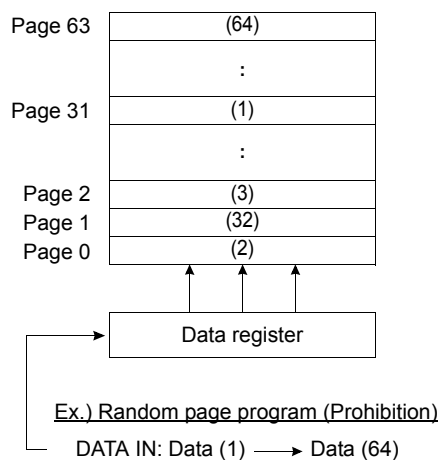 Page 63 (64)
:
Page 31 (1)
:
Page 2 (3)
Page 1 (32)
Page 0 (2)
Data register
Ex.) Random page program (Prohibition)
DATA IN: Data (1) Data (64)